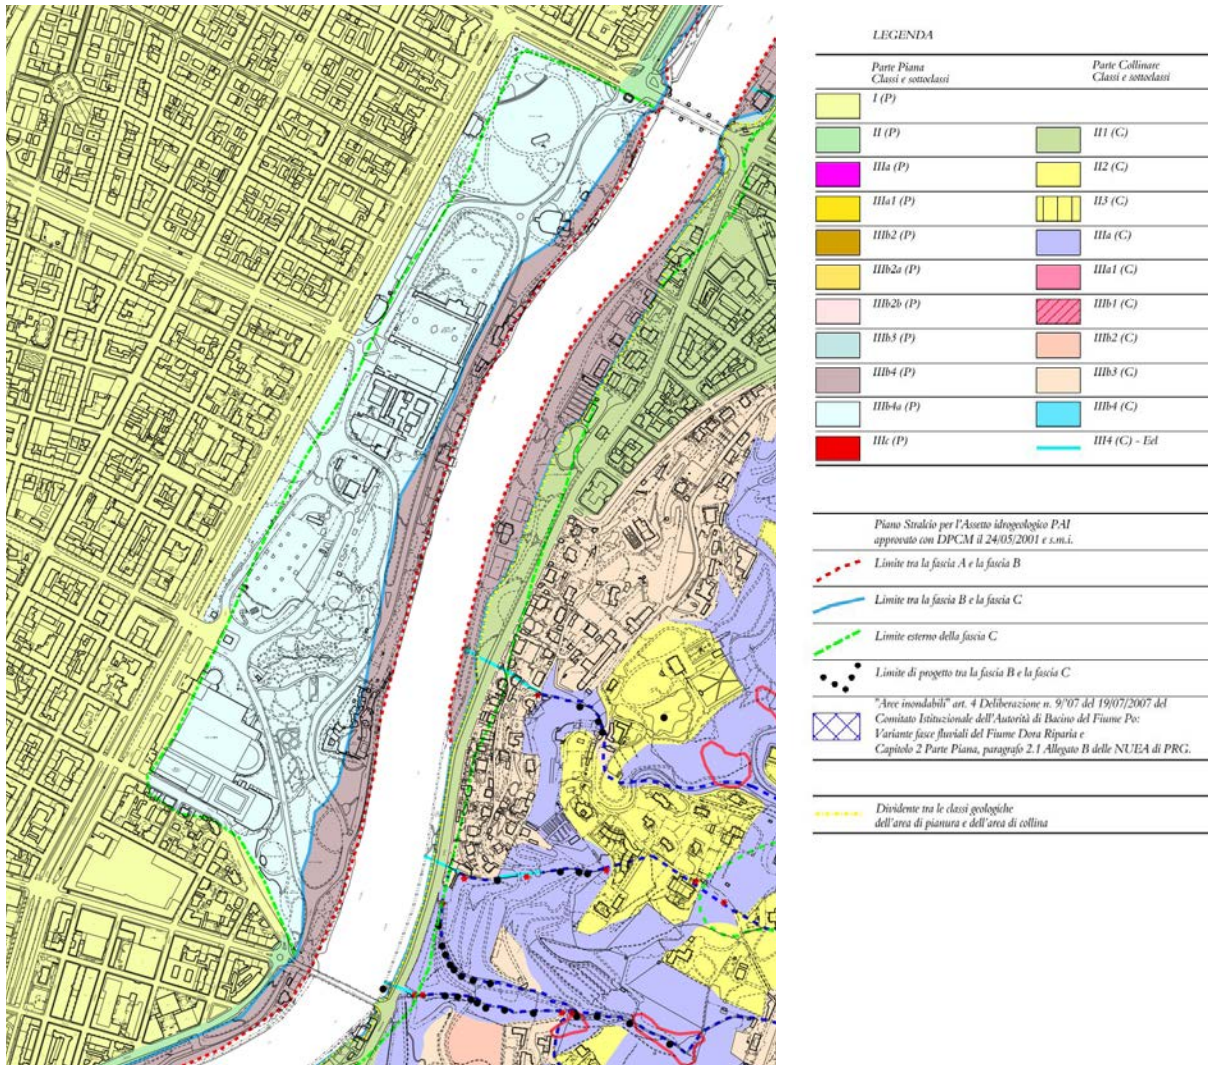 LEGENDA
Parte Piana
Classi e sottoclassi
Parte Collinare
Classi e sottoclassi
I (P)
II (P)
II1 (C)
IIIa (P)
II2 (C)
IIIa1 (P)
II3 (C)
IIIb2 (P)
IIIa (C)
IIIb2a (P)
IIIa1 (C)
IIIb2b (P)
IIIb1 (C)
IIIb3 (P)
IIIb2 (C)
IIIb4 (P)
IIIb3 (C)
IIIb4a (P)
IIIb4 (C)
IIIc (P)
III4 (C) - Eel
Piano Stralcio per l'Assetto idrogeologico PAI
approvato con DPCM il 24/05/2001 e s.m.i.
Limite tra la fascia A e la fascia B
Limite tra la fascia B e la fascia C
Limite esterno della fascia C
Limite di progetto tra la fascia B e la fascia C
"Aree inondabili" art. 4 Deliberazione n. 9/'07 del 19/07/2007 del
Comitato Istituzionale dell'Autorità di Bacino del Fiume Po:
Variante fasce fluviali del Fiume Dora Riparia e
Capitolo 2 Parte Piana, paragrafo 2.1 Allegato B delle NUEA di PRG.
Dividente tra le classi geologiche
dell'area di pianura e dell'area di collina